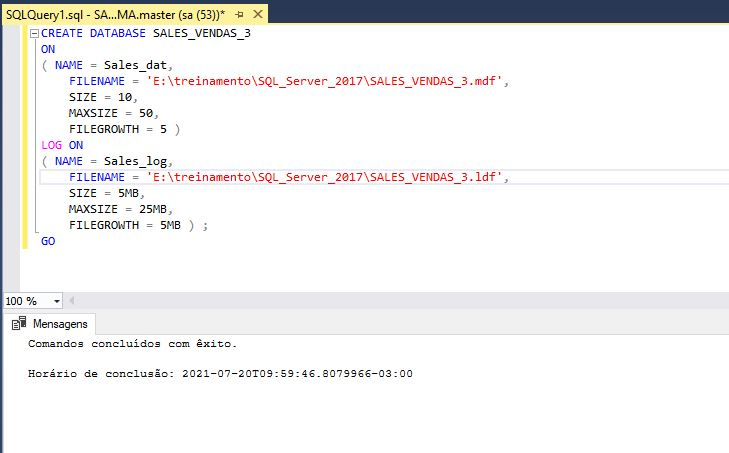 SQLQuery1.sql - SA...MA.master (sa (53))*
CREATE DATABASE SALES_VENDAS_3
ON
( NAME = Sales_dat,
FILENAME = 'E:\treinamento\SQL_Server_2017\SALES_VENDAS_3.mdf',
SIZE = 10,
MAXSIZE = 50,
FILEGROWTH = 5 )
LOG ON
( NAME = Sales_log,
FILENAME = 'E:\treinamento\SQL_Server_2017\SALES_VENDAS_3.ldf',
SIZE = 5MB,
MAXSIZE = 25MB,
FILEGROWTH = 5MB ) ;
GO
100 %
Mensagens
Comandos concluídos com êxito.
Horário de conclusão: 2021-07-20T09:59:46.8079966-03:00